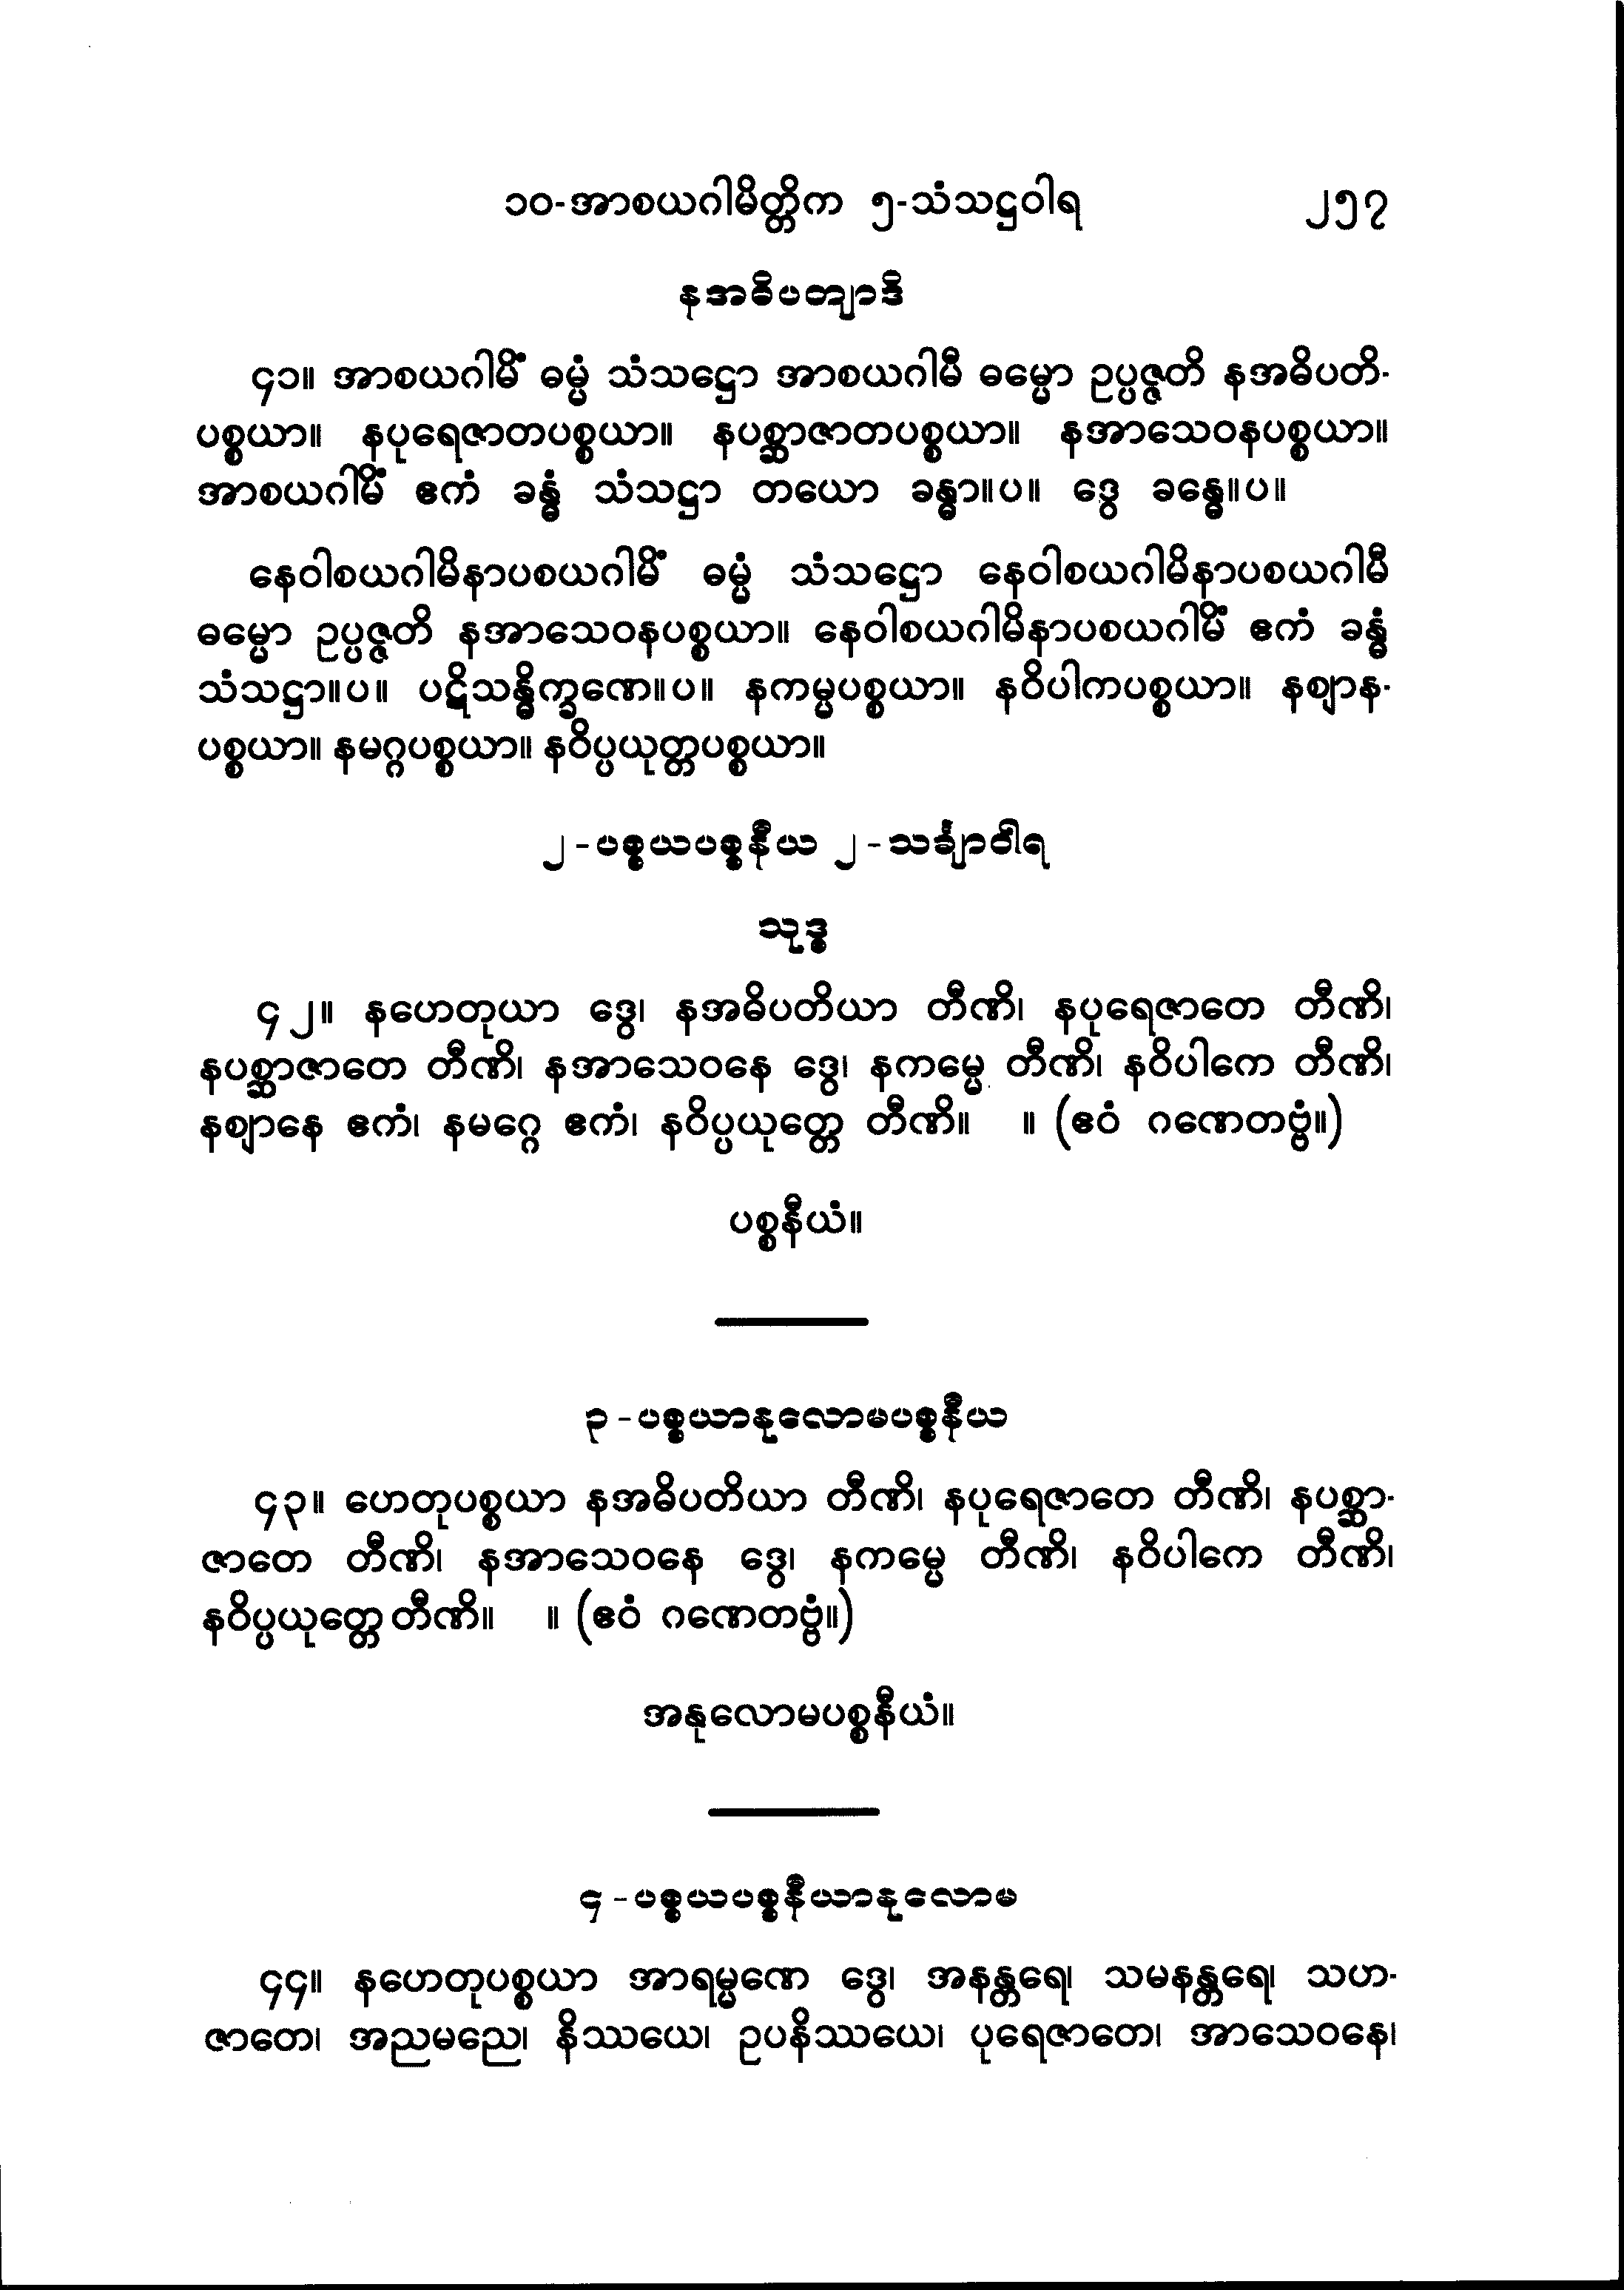 ၁၀-အာစယဂါမိတ္တိက ၅-သံသဋ္ဌဝါရ ၂၅၇
နအဓိပတျာဒိ
၄၁။ အာစယဂါမိံ ဓမ္မံ သံသဋ္ဌော အာစယဂါမီ ဓမ္မော ဥပ္ပဇ္ဇတိ နအဓိပတိ-
ပစ္စယာ။ နပုရေဇာတပစ္စယာ။ နပစ္ဆာဇာတပစ္စယာ။ နအာသေဝနပစ္စယာ။
အာစယဂါမိံ ဧကံ ခန္ဓံ သံသဋ္ဌာ တယော ခန္ဓာ။ပ။ ဒွေ ခန္ဓေ။ပ။
နေဝါစယဂါမိနာပစယဂါမိံ ဓမ္မံ သံသဋ္ဌော နေဝါစယဂါမိနာပစယဂါမီ
ဓမ္မော ဥပ္ပဇ္ဇတိ နအာသေဝနပစ္စယာ။ နေဝါစယဂါမိနာပစယဂါမိံ ဧကံ ခန္ဓံ
သံသဋ္ဌာ။ပ။ ပဋိသန္ဓိက္ခဏေ။ပ။ နကမ္မပစ္စယာ။ နဝိပါကပစ္စယာ။ နဈာန-
ပစ္စယာ။ နမဂ္ဂပစ္စယာ။ နဝိပ္ပယုတ္တပစ္စယာ။
၂-ပစ္စယပစ္စနီယ ၂-သင်္ချာဝါရ
သုဒ္ဓ
၄၂။ နဟေတုယာ ဒွေ၊ နအဓိပတိယာ တီဏိ၊ နပုရေဇာတေ တီဏိ၊
နပစ္ဆာဇာတေ တီဏိ၊ နအာသေဝနေ ဒွေ၊ နကမ္မေ တီဏိ၊ နဝိပါကေ တီဏိ၊
နဈာနေ ဧကံ၊ နမဂ္ဂေ ဧကံ၊ နဝိပ္ပယုတ္တေ တီဏိ။ ။ (ဧဝံ ဂဏေတဗ္ဗံ။)
ပစ္စနီယံ။
၃-ပစ္စယာနုလောမပစ္စနီယ
၄၃။ ဟေတုပစ္စယာ နအဓိပတိယာ တီဏိ၊ နပုရေဇာတေ တီဏိ၊ နပစ္ဆာ-
ဇာတေ တီဏိ၊ နအာသေဝနေ ဒွေ၊ နကမ္မေ တီဏိ၊ နဝိပါကေ တီဏိ၊
နဝိပ္ပယုတ္တေ တီဏိ။ ။ (ဧဝံ ဂဏေတဗ္ဗံ။)
အနုလောမပစ္စနီယံ။
၄-ပစ္စယပစ္စနီယာနုလောမ
၄၄။ နဟေတုပစ္စယာ အာရမ္မဏေ ဒွေ၊ အနန္တရေ၊ သမနန္တရေ၊ သဟ-
ဇာတေ၊ အညမညေ၊ နိဿယေ၊ ဥပနိဿယေ၊ ပုရေဇာတေ၊ အာသေဝနေ၊